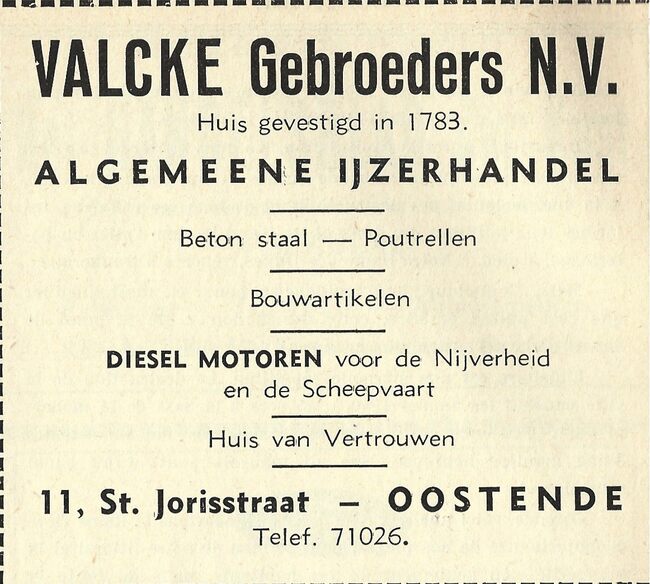 VALCKE Gebroeders N.V.
Huis gevestigd in 1783.
ALGEMEENE IJZERHANDEL
Beton staal — Poutrellen
Bouwartikelen
DIESEL MOTOREN voor de Nijverheid
en de Scheepvaart
Huis van Vertrouwen
11, St. Jorisstraat — OOSTENDE
Telef. 71026.